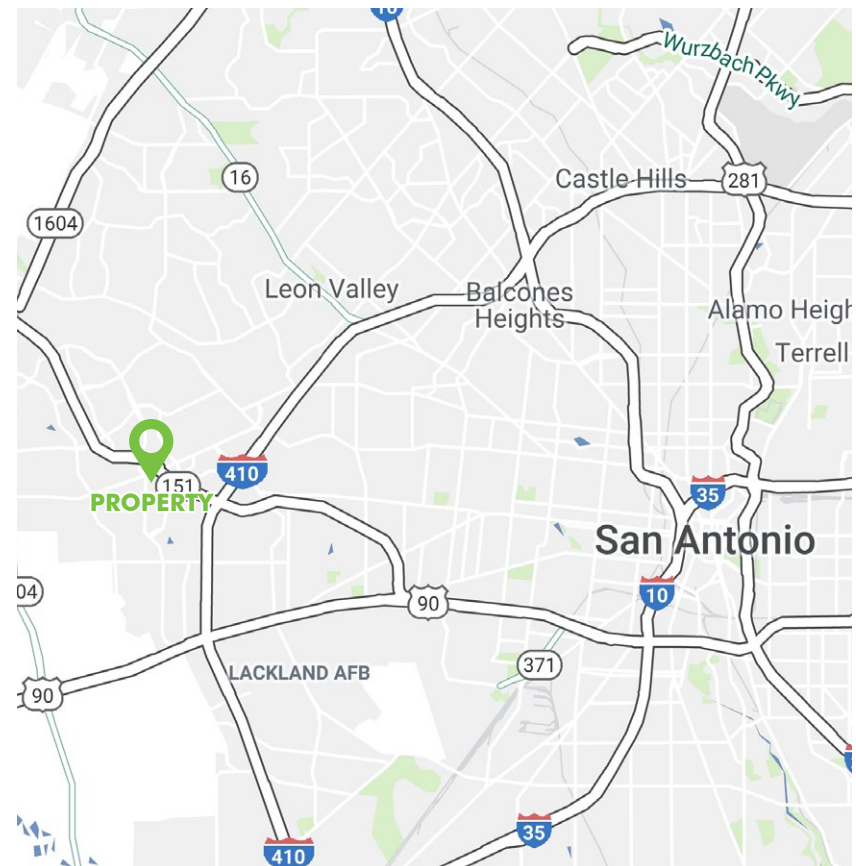 10
Wurzbach Pkwy
Castle Hills
281
16
1604
Leon Valley
Balcones
Heights
Alamo Heigh
Terrell
410
151
PROPERTY
35
San Antonio
10
04
90
371
LACKLAND AFB
90
35
410